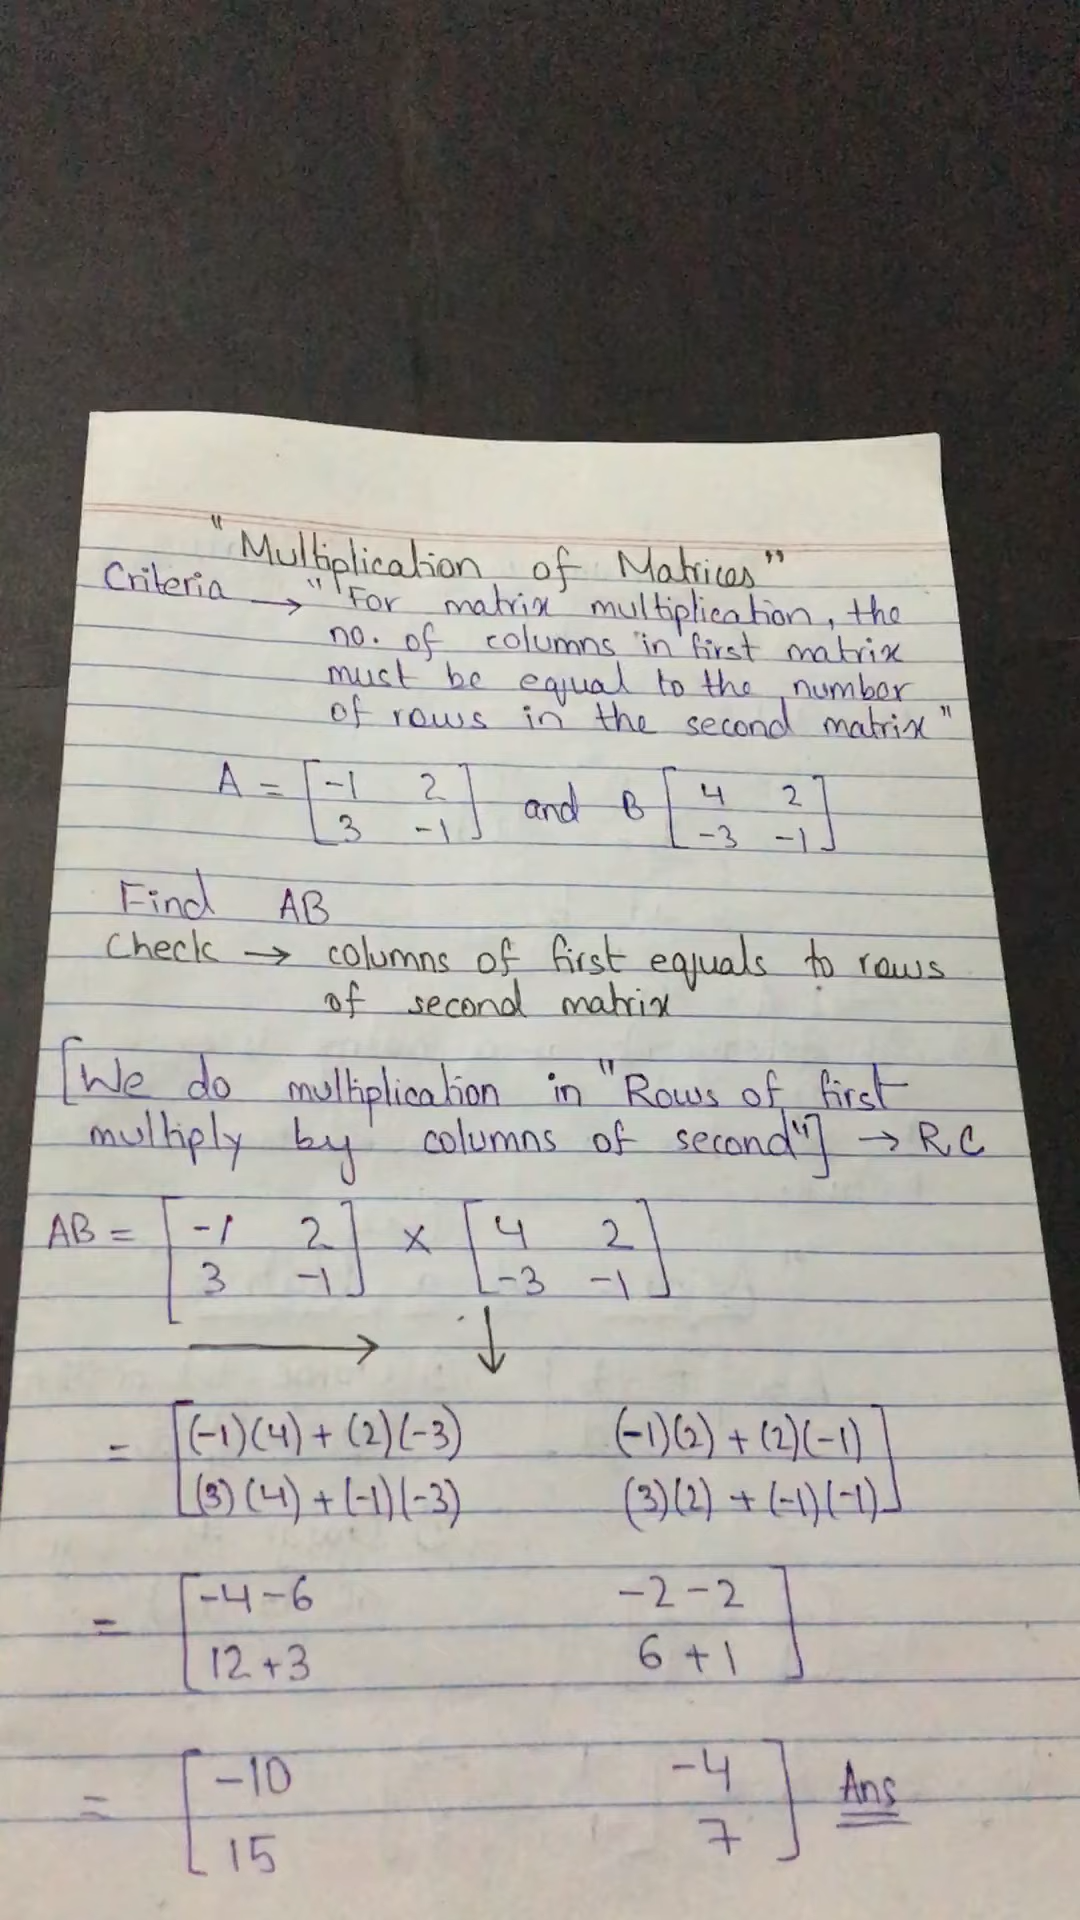 "Multiplication of Matrices"
Criteria → "For matrix multiplication, the
no. of columns in first matrix
must be equal to the number
of rows in the second matrix"
A = [-1 2] and B [4 2]
[3 -1] [-3 -1]
Find AB
Check → columns of first equals to rows
of second matrix
[We do multiplication in "Rows of first
multiply by columns of second"] → RC
AB = [-1 2] × [4 2]
[3 -1] [-3 -1]
→ ↓
= [(-1)(4) + (2)(-3) (-1)(2) + (2)(-1)]
[(3)(4) + (-1)(-3) (3)(2) + (-1)(-1)]
= [-4-6 -2-2]
[12+3 6+1]
= [-10 -4] Ans
[15 7]